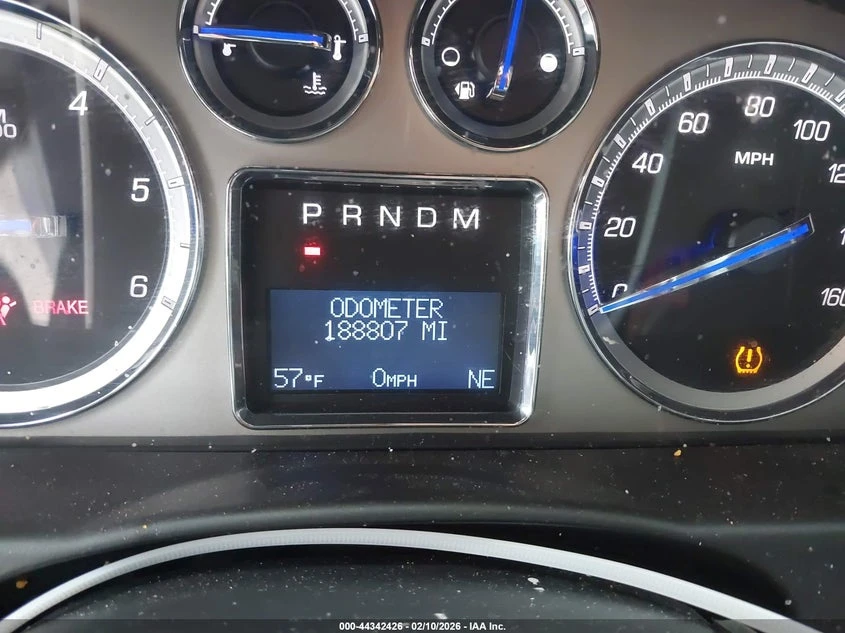 4
5
6
BRAKE
P R N D M
ODOMETER
188807 MI
57°F 0MPH NE
0
20
40
60
80
100
160
MPH
000-44342426 - 02/10/2026 - IAA Inc.